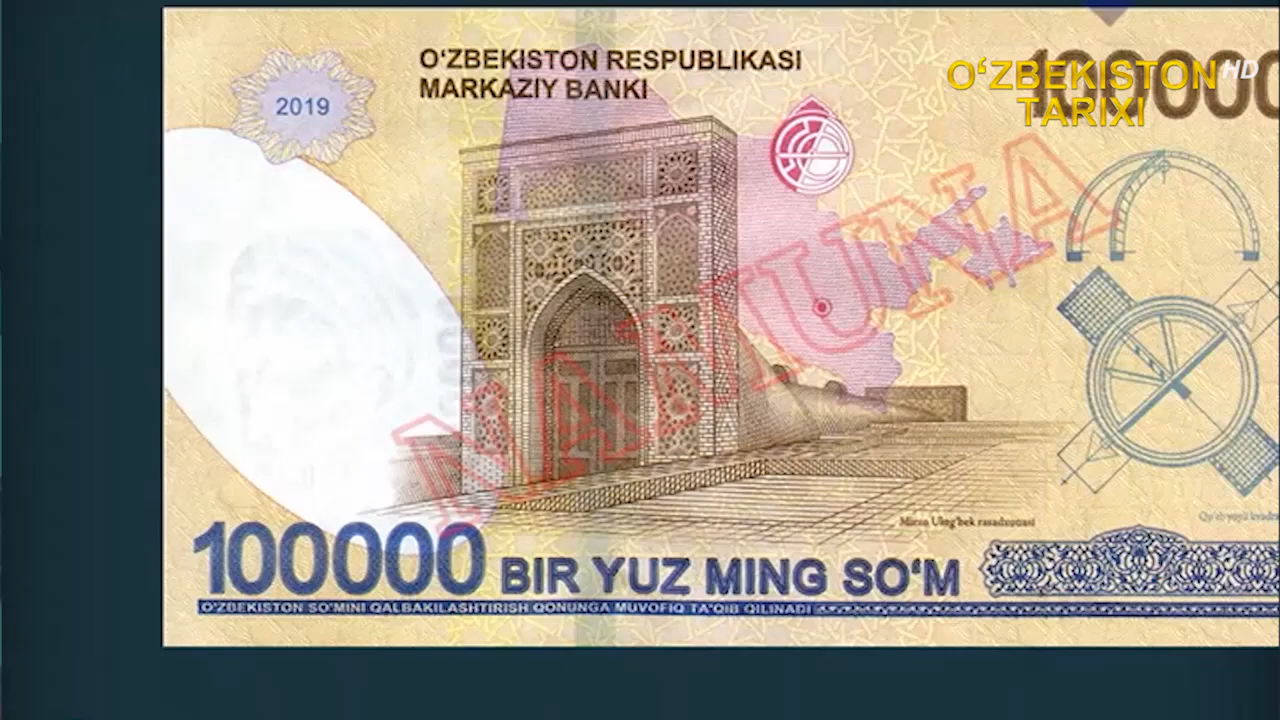 O‘ZBEKISTON RESPUBLIKASI
MARKAZIY BANKI
2019
100000
O‘ZBEKISTON
TARIXI
HD
NAMUNA
Mirzo Ulug‘bek rasadxonasi
100000 BIR YUZ MING SO‘M
O‘ZBEKISTON SO‘MINI QALBAKILASHTIRISH QONUNGA MUVOFIQ TA’QIB QILINADI